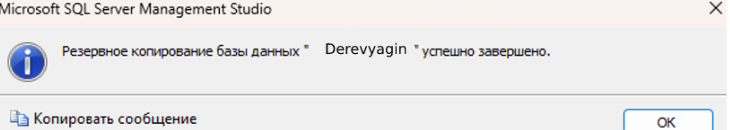 Microsoft SQL Server Management Studio
Резервное копирование базы данных " Derevyagin " успешно завершено.
Копировать сообщение
OK